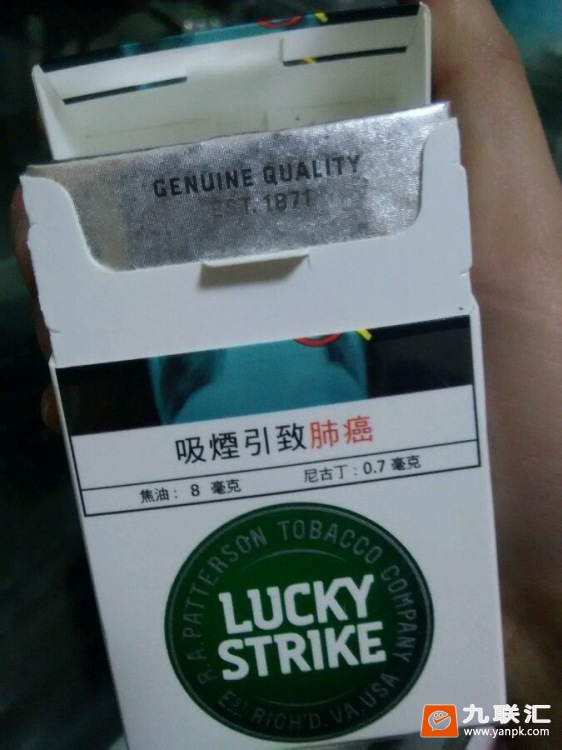 GENUINE QUALITY
EST. 1871
吸煙引致肺癌
焦油： 8 毫克 尼古丁：0.7 毫克
R.A. PATTERSON TOBACCO COMPANY
LUCKY
STRIKE
EST RICH'D. VA. USA
九联汇
www.yanpk.com